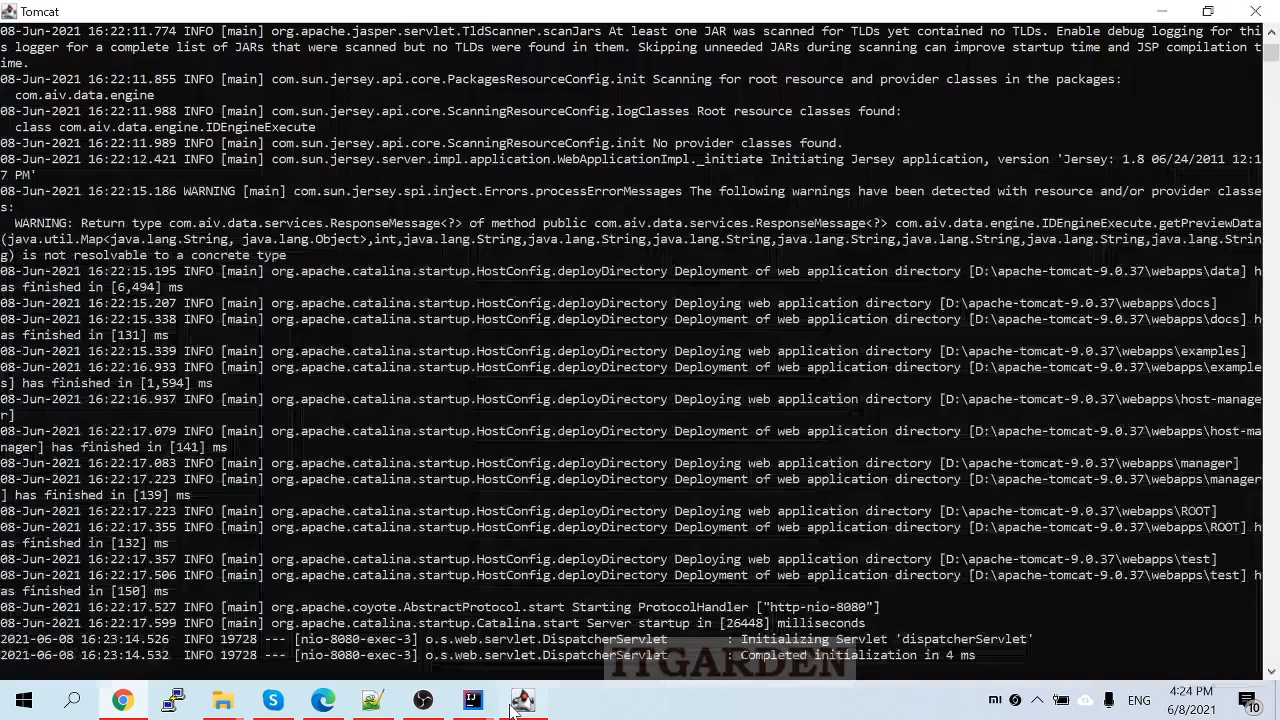 Tomcat
08-Jun-2021 16:22:11.774 INFO [main] org.apache.jasper.servlet.TldScanner.scanJars At least one JAR was scanned for TLDs yet contained no TLDs. Enable debug logging for thi
s logger for a complete list of JARs that were scanned but no TLDs were found in them. Skipping unneeded JARs during scanning can improve startup time and JSP compilation t
ime.
08-Jun-2021 16:22:11.855 INFO [main] com.sun.jersey.api.core.PackagesResourceConfig.init Scanning for root resource and provider classes in the packages:
com.aiv.data.engine
08-Jun-2021 16:22:11.988 INFO [main] com.sun.jersey.api.core.ScanningResourceConfig.logClasses Root resource classes found:
class com.aiv.data.engine.IDEngineExecute
08-Jun-2021 16:22:11.989 INFO [main] com.sun.jersey.api.core.ScanningResourceConfig.init No provider classes found.
08-Jun-2021 16:22:12.421 INFO [main] com.sun.jersey.server.impl.application.WebApplicationImpl._initiate Initiating Jersey application, version 'Jersey: 1.8 06/24/2011 12:1
7 PM'
08-Jun-2021 16:22:15.186 WARNING [main] com.sun.jersey.spi.inject.Errors.processErrorMessages The following warnings have been detected with resource and/or provider classe
s:
WARNING: Return type com.aiv.data.services.ResponseMessage<?> of method public com.aiv.data.services.ResponseMessage<?> com.aiv.data.engine.IDEngineExecute.getPreviewData
(java.util.Map<java.lang.String, java.lang.Object>,int,java.lang.String,java.lang.String,java.lang.String,java.lang.String,java.lang.String,java.lang.String,java.lang.Strin
g) is not resolvable to a concrete type
08-Jun-2021 16:22:15.195 INFO [main] org.apache.catalina.startup.HostConfig.deployDirectory Deployment of web application directory [D:\apache-tomcat-9.0.37\webapps\data] h
as finished in [6,494] ms
08-Jun-2021 16:22:15.207 INFO [main] org.apache.catalina.startup.HostConfig.deployDirectory Deploying web application directory [D:\apache-tomcat-9.0.37\webapps\docs]
08-Jun-2021 16:22:15.338 INFO [main] org.apache.catalina.startup.HostConfig.deployDirectory Deployment of web application directory [D:\apache-tomcat-9.0.37\webapps\docs] h
as finished in [131] ms
08-Jun-2021 16:22:15.339 INFO [main] org.apache.catalina.startup.HostConfig.deployDirectory Deploying web application directory [D:\apache-tomcat-9.0.37\webapps\examples]
08-Jun-2021 16:22:16.933 INFO [main] org.apache.catalina.startup.HostConfig.deployDirectory Deployment of web application directory [D:\apache-tomcat-9.0.37\webapps\example
s] has finished in [1,594] ms
08-Jun-2021 16:22:16.937 INFO [main] org.apache.catalina.startup.HostConfig.deployDirectory Deploying web application directory [D:\apache-tomcat-9.0.37\webapps\host-manage
r]
08-Jun-2021 16:22:17.079 INFO [main] org.apache.catalina.startup.HostConfig.deployDirectory Deployment of web application directory [D:\apache-tomcat-9.0.37\webapps\host-ma
nager] has finished in [141] ms
08-Jun-2021 16:22:17.083 INFO [main] org.apache.catalina.startup.HostConfig.deployDirectory Deploying web application directory [D:\apache-tomcat-9.0.37\webapps\manager]
08-Jun-2021 16:22:17.223 INFO [main] org.apache.catalina.startup.HostConfig.deployDirectory Deployment of web application directory [D:\apache-tomcat-9.0.37\webapps\manager
] has finished in [139] ms
08-Jun-2021 16:22:17.223 INFO [main] org.apache.catalina.startup.HostConfig.deployDirectory Deploying web application directory [D:\apache-tomcat-9.0.37\webapps\ROOT]
08-Jun-2021 16:22:17.355 INFO [main] org.apache.catalina.startup.HostConfig.deployDirectory Deployment of web application directory [D:\apache-tomcat-9.0.37\webapps\ROOT] h
as finished in [132] ms
08-Jun-2021 16:22:17.357 INFO [main] org.apache.catalina.startup.HostConfig.deployDirectory Deploying web application directory [D:\apache-tomcat-9.0.37\webapps\test]
08-Jun-2021 16:22:17.506 INFO [main] org.apache.catalina.startup.HostConfig.deployDirectory Deployment of web application directory [D:\apache-tomcat-9.0.37\webapps\test] h
as finished in [150] ms
08-Jun-2021 16:22:17.527 INFO [main] org.apache.coyote.AbstractProtocol.start Starting ProtocolHandler ["http-nio-8080"]
08-Jun-2021 16:22:17.599 INFO [main] org.apache.catalina.startup.Catalina.start Server startup in [26448] milliseconds
2021-06-08 16:23:14.526 INFO 19728 --- [nio-8080-exec-3] o.s.web.servlet.DispatcherServlet : Initializing Servlet 'dispatcherServlet'
2021-06-08 16:23:14.532 INFO 19728 --- [nio-8080-exec-3] o.s.web.servlet.DispatcherServlet : Completed initialization in 4 ms
ITGARDEN
ENG
4:24 PM
6/8/2021
10